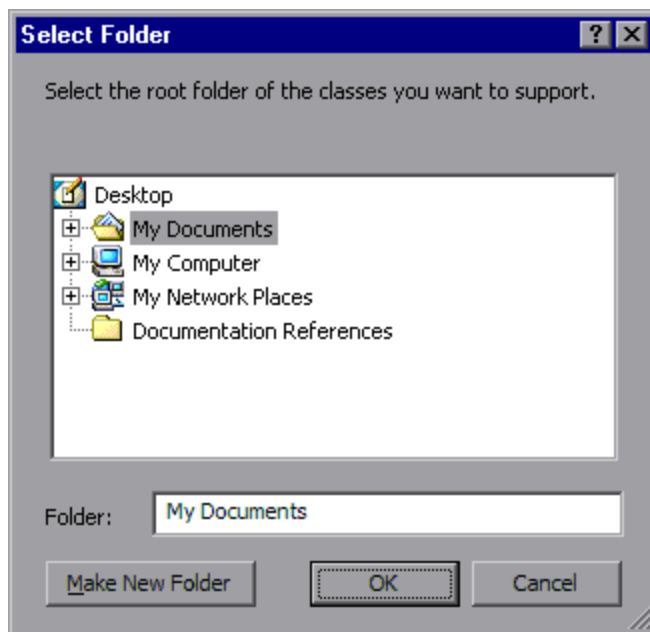 Select Folder
Select the root folder of the classes you want to support.
Desktop
My Documents
My Computer
My Network Places
Documentation References
Folder: My Documents
Make New Folder OK Cancel